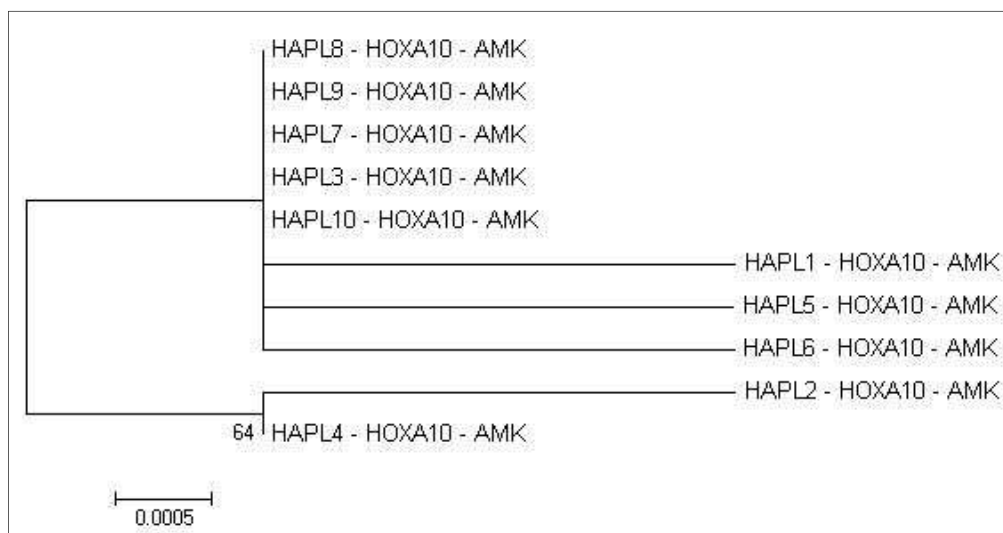 HAPL8 - HOXA10 - AMK
HAPL9 - HOXA10 - AMK
HAPL7 - HOXA10 - AMK
HAPL3 - HOXA10 - AMK
HAPL10 - HOXA10 - AMK
HAPL1 - HOXA10 - AMK
HAPL5 - HOXA10 - AMK
HAPL6 - HOXA10 - AMK
HAPL2 - HOXA10 - AMK
64 HAPL4 - HOXA10 - AMK
0.0005